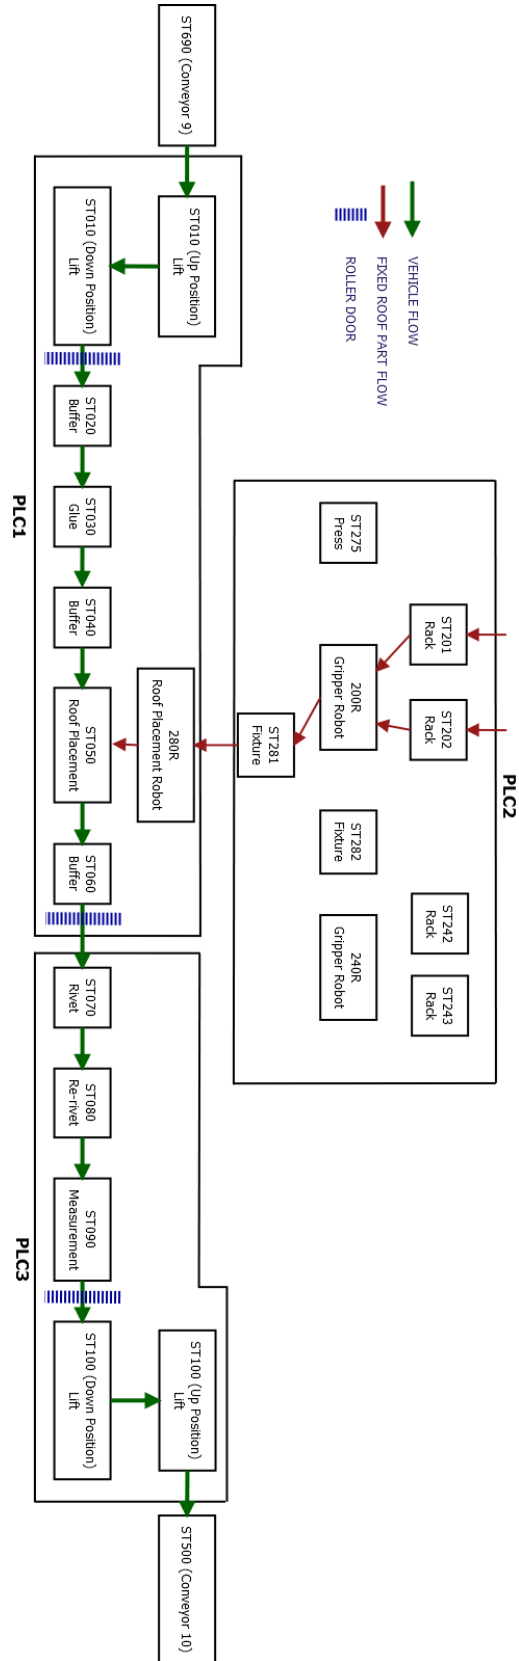 VEHICLE FLOW
FIXED ROOF PART FLOW
ROLLER DOOR
PLC2
ST201
Rack
ST202
Rack
ST242
Rack
ST243
Rack
ST275
Press
200R
Gripper Robot
ST282
Fixture
240R
Gripper Robot
ST281
Fixture
ST690 (Conveyor 9)
ST010 (Up Position)
Lift
280R
Roof Placement Robot
ST100 (Up Position)
Lift
ST500 (Conveyor 10)
ST010 (Down Position)
Lift
ST020
Buffer
ST030
Glue
ST040
Buffer
ST050
Roof Placement
ST060
Buffer
ST070
Rivet
ST080
Re-rivet
ST090
Measurement
ST100 (Down Position)
Lift
PLC1
PLC3